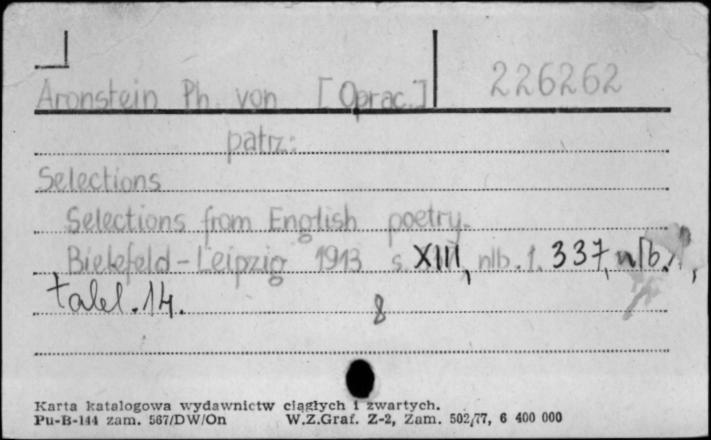 Aronstein Ph. von [Oprac.] 226262
patrz:
Selections
Selections from English poetry.
Bielefeld-Leipzig 1913 s. XIII, nlb. 1. 337, nlb. 1,
tabl. 14. 8
Karta katalogowa wydawnictw ciągłych i zwartych.
Pu-B-144 zam. 567/DW/On W.Z.Graf. Z-2, Zam. 502/77, 6 400 000